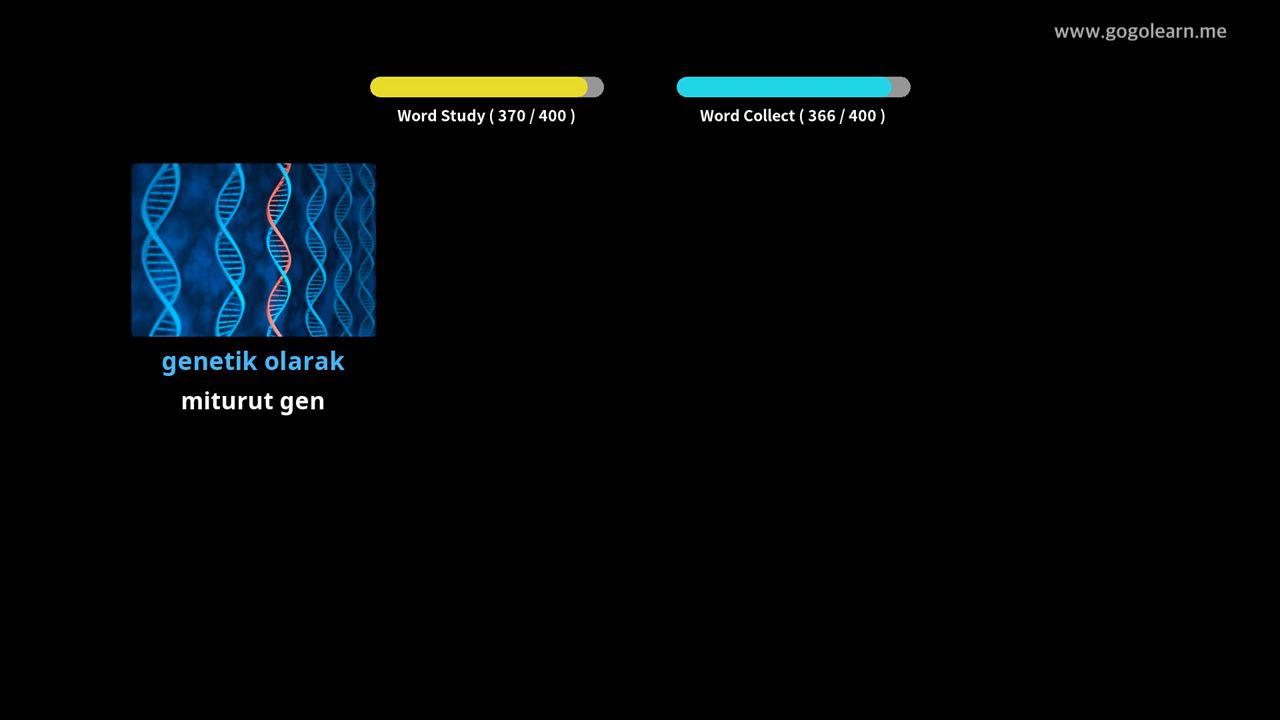 www.gogolearn.me
Word Study ( 370 / 400 )
Word Collect ( 366 / 400 )
genetik olarak
miturut gen